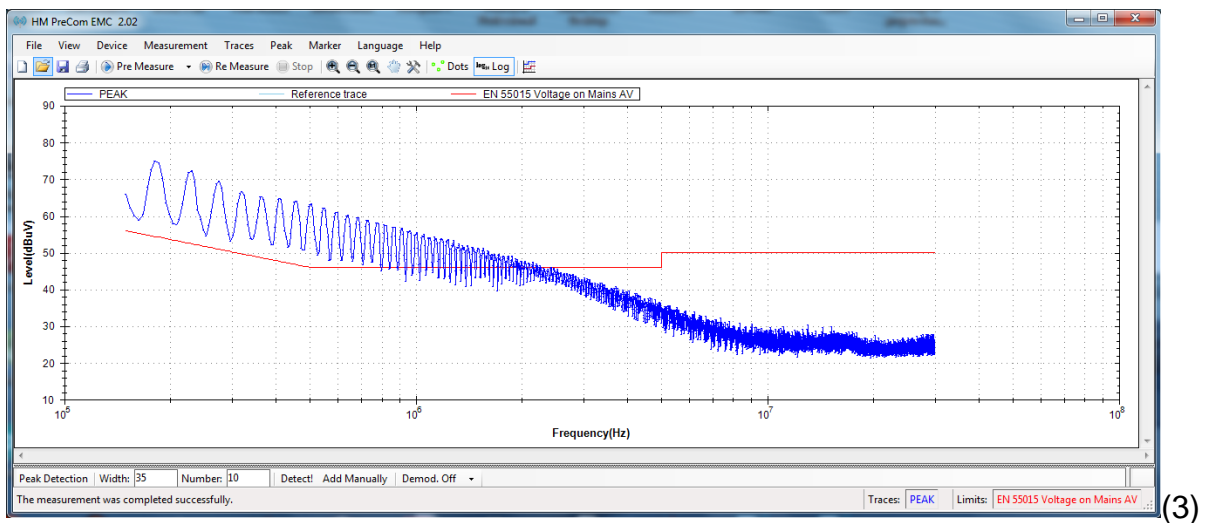 HM PreCom EMC 2.02
File View Device Measurement Traces Peak Marker Language Help
Pre Measure Re Measure Stop Dots Log Log
PEAK Reference trace EN 55015 Voltage on Mains AV
90
80
70
60
50
40
30
20
10
Level(dBuV)
10^5 10^6 10^7 10^8
Frequency(Hz)
Peak Detection Width: 35 Number: 10 Detect! Add Manually Demod. Off
The measurement was completed successfully. Traces: PEAK Limits: EN 55015 Voltage on Mains AV
(3)